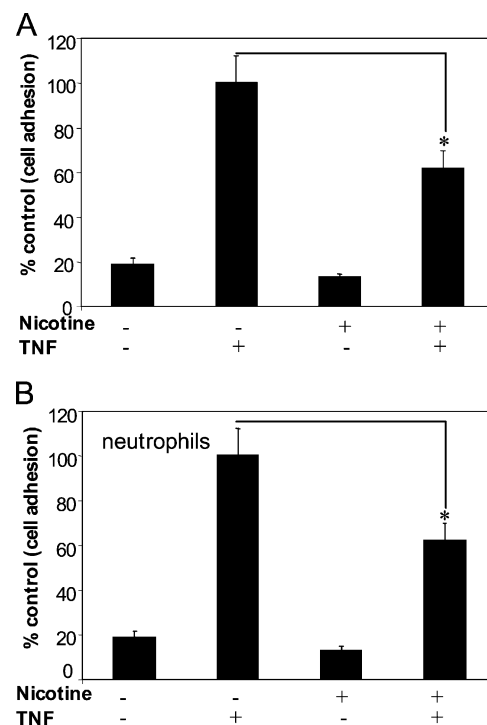 A
% control (cell adhesion)
120
100
80
60
40
20
0
*
Nicotine - - + +
TNF - + - +
B
% control (cell adhesion)
120
100
80
60
40
20
0
neutrophils
*
Nicotine - - + +
TNF - + - +